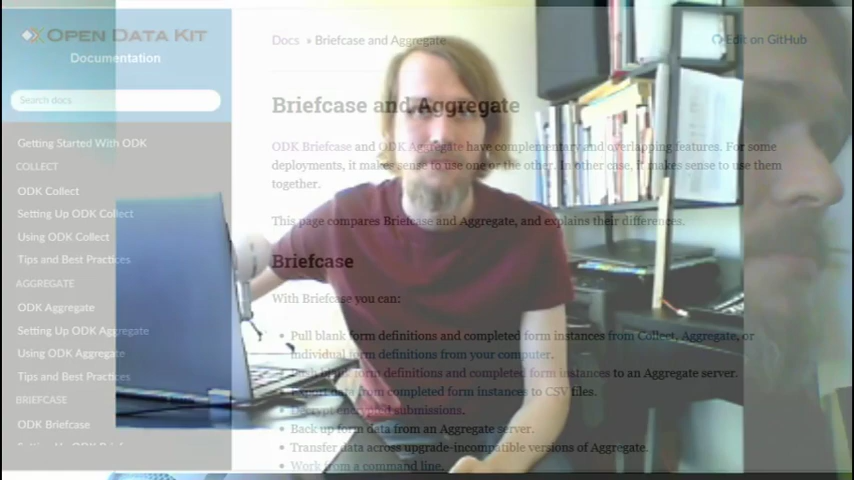 OPEN DATA KIT
Documentation
Search docs
Getting Started With ODK
COLLECT
ODK Collect
Setting Up ODK Collect
Using ODK Collect
Tips and Best Practices
AGGREGATE
ODK Aggregate
Setting Up ODK Aggregate
Using ODK Aggregate
Tips and Best Practices
BRIEFCASE
ODK Briefcase
Docs » Briefcase and Aggregate
Edit on GitHub
Briefcase and Aggregate
ODK Briefcase and ODK Aggregate have complementary and overlapping features. For some
deployments, it makes sense to use one or the other. In other case, it makes sense to use them
together.
This page compares Briefcase and Aggregate, and explains their differences.
Briefcase
With Briefcase you can:
• Pull blank form definitions and completed form instances from Collect, Aggregate, or
individual form definitions from your computer.
• Push blank form definitions and completed form instances to an Aggregate server.
• Export data from completed form instances to CSV files.
• Decrypt encrypted submissions.
• Back up form data from an Aggregate server.
• Transfer data across upgrade-incompatible versions of Aggregate.
• Work from a command line.